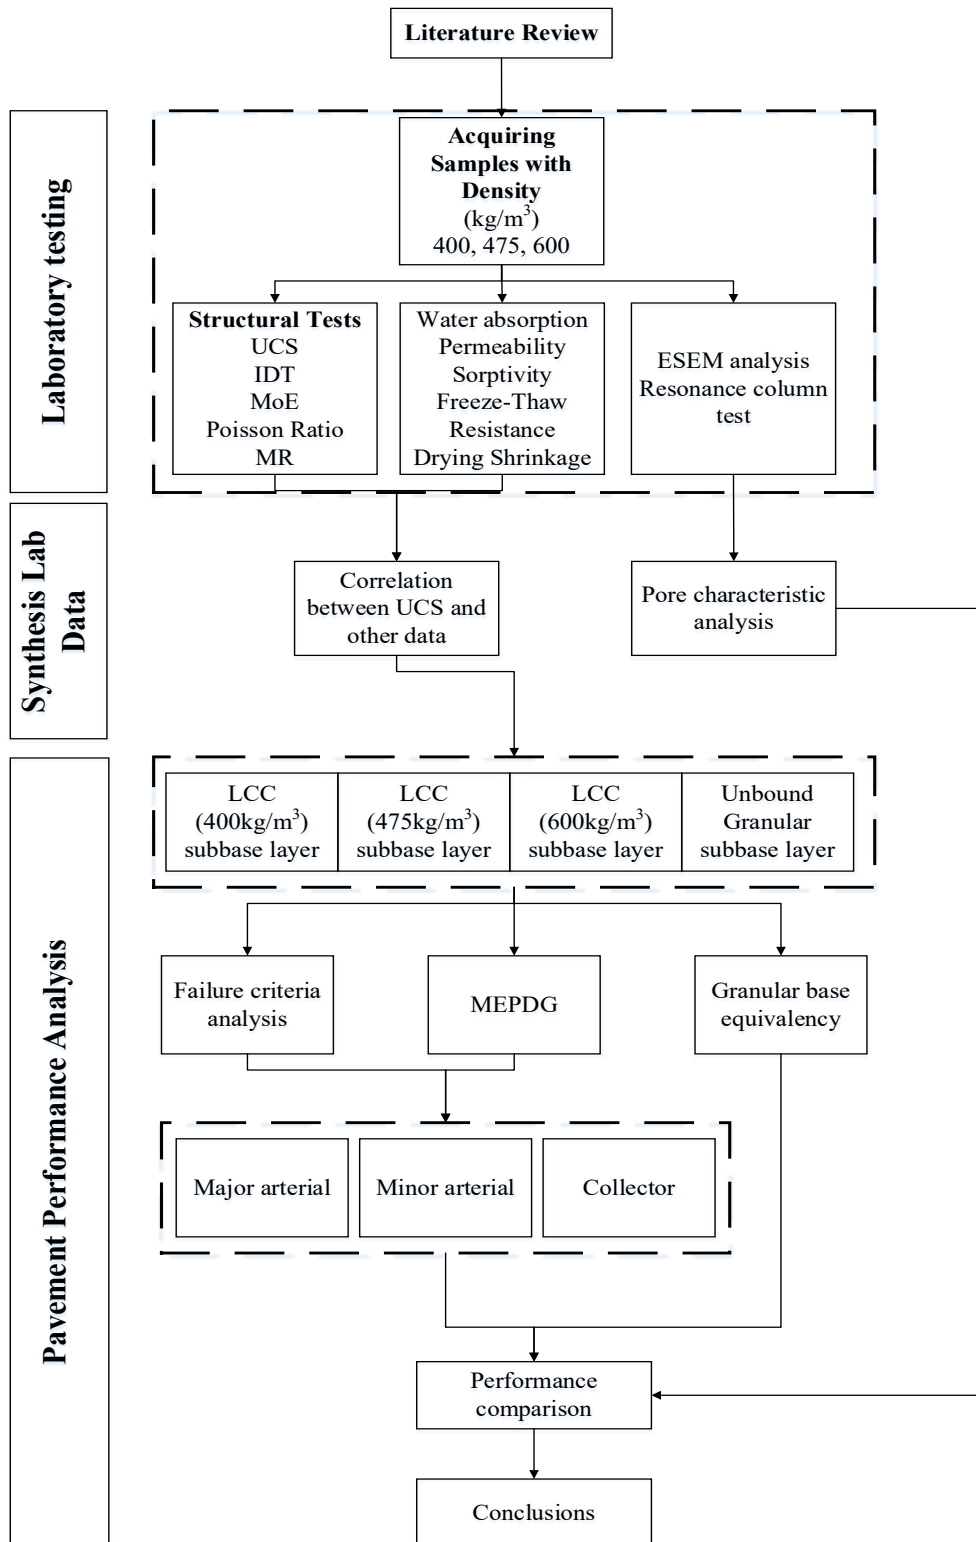 Literature Review
Laboratory testing
Acquiring
Samples with
Density
(kg/m³)
400, 475, 600
Structural Tests
UCS
IDT
MoE
Poisson Ratio
MR
Water absorption
Permeability
Sorptivity
Freeze-Thaw
Resistance
Drying Shrinkage
ESEM analysis
Resonance column
test
Synthesis Lab
Data
Correlation
between UCS and
other data
Pore characteristic
analysis
Pavement Performance Analysis
LCC
(400kg/m³)
subbase layer
LCC
(475kg/m³)
subbase layer
LCC
(600kg/m³)
subbase layer
Unbound
Granular
subbase layer
Failure criteria
analysis
MEPDG
Granular base
equivalency
Major arterial
Minor arterial
Collector
Performance
comparison
Conclusions